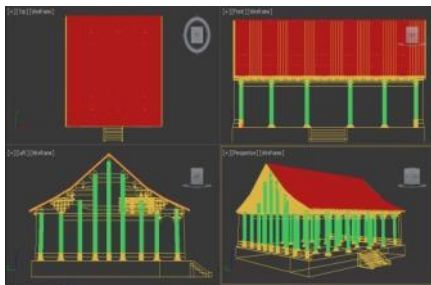 [+] [Top] [Wireframe]
[+] [Front] [Wireframe]
[+] [Left] [Wireframe]
[+] [Perspective] [Wireframe]